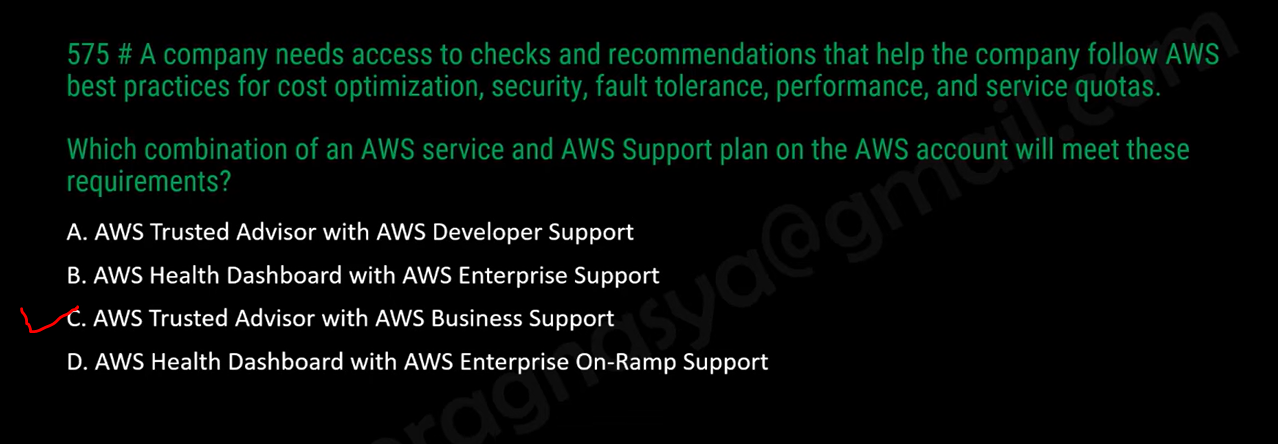 575 # A company needs access to checks and recommendations that help the company follow AWS
best practices for cost optimization, security, fault tolerance, performance, and service quotas.
Which combination of an AWS service and AWS Support plan on the AWS account will meet these
requirements?
A. AWS Trusted Advisor with AWS Developer Support
B. AWS Health Dashboard with AWS Enterprise Support
C. AWS Trusted Advisor with AWS Business Support
D. AWS Health Dashboard with AWS Enterprise On-Ramp Support